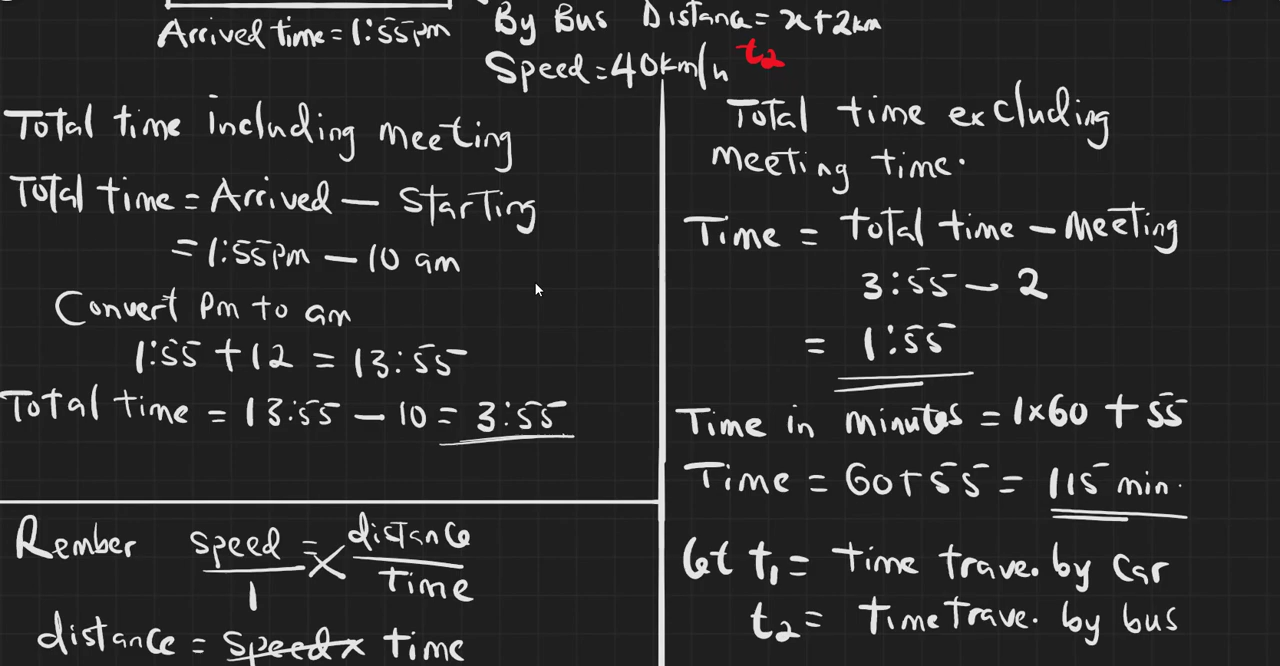 Arrived time = 1:55pm
By Bus Distance = x+2km
Speed = 40km/h t2
Total time including meeting
Total time = Arrived — Starting
= 1:55pm — 10 am
Convert Pm to am
1:55 + 12 = 13:55
Total time = 13:55 — 10 = 3:55
Rember speed/1 = distance/time
distance = speed x time
Total time excluding
meeting time.
Time = total time — meeting
3:55 — 2
= 1:55
Time in minutes = 1x60 + 55
Time = 60+55 = 115 min.
let t1 = time trave. by car
t2 = Time trave. by bus